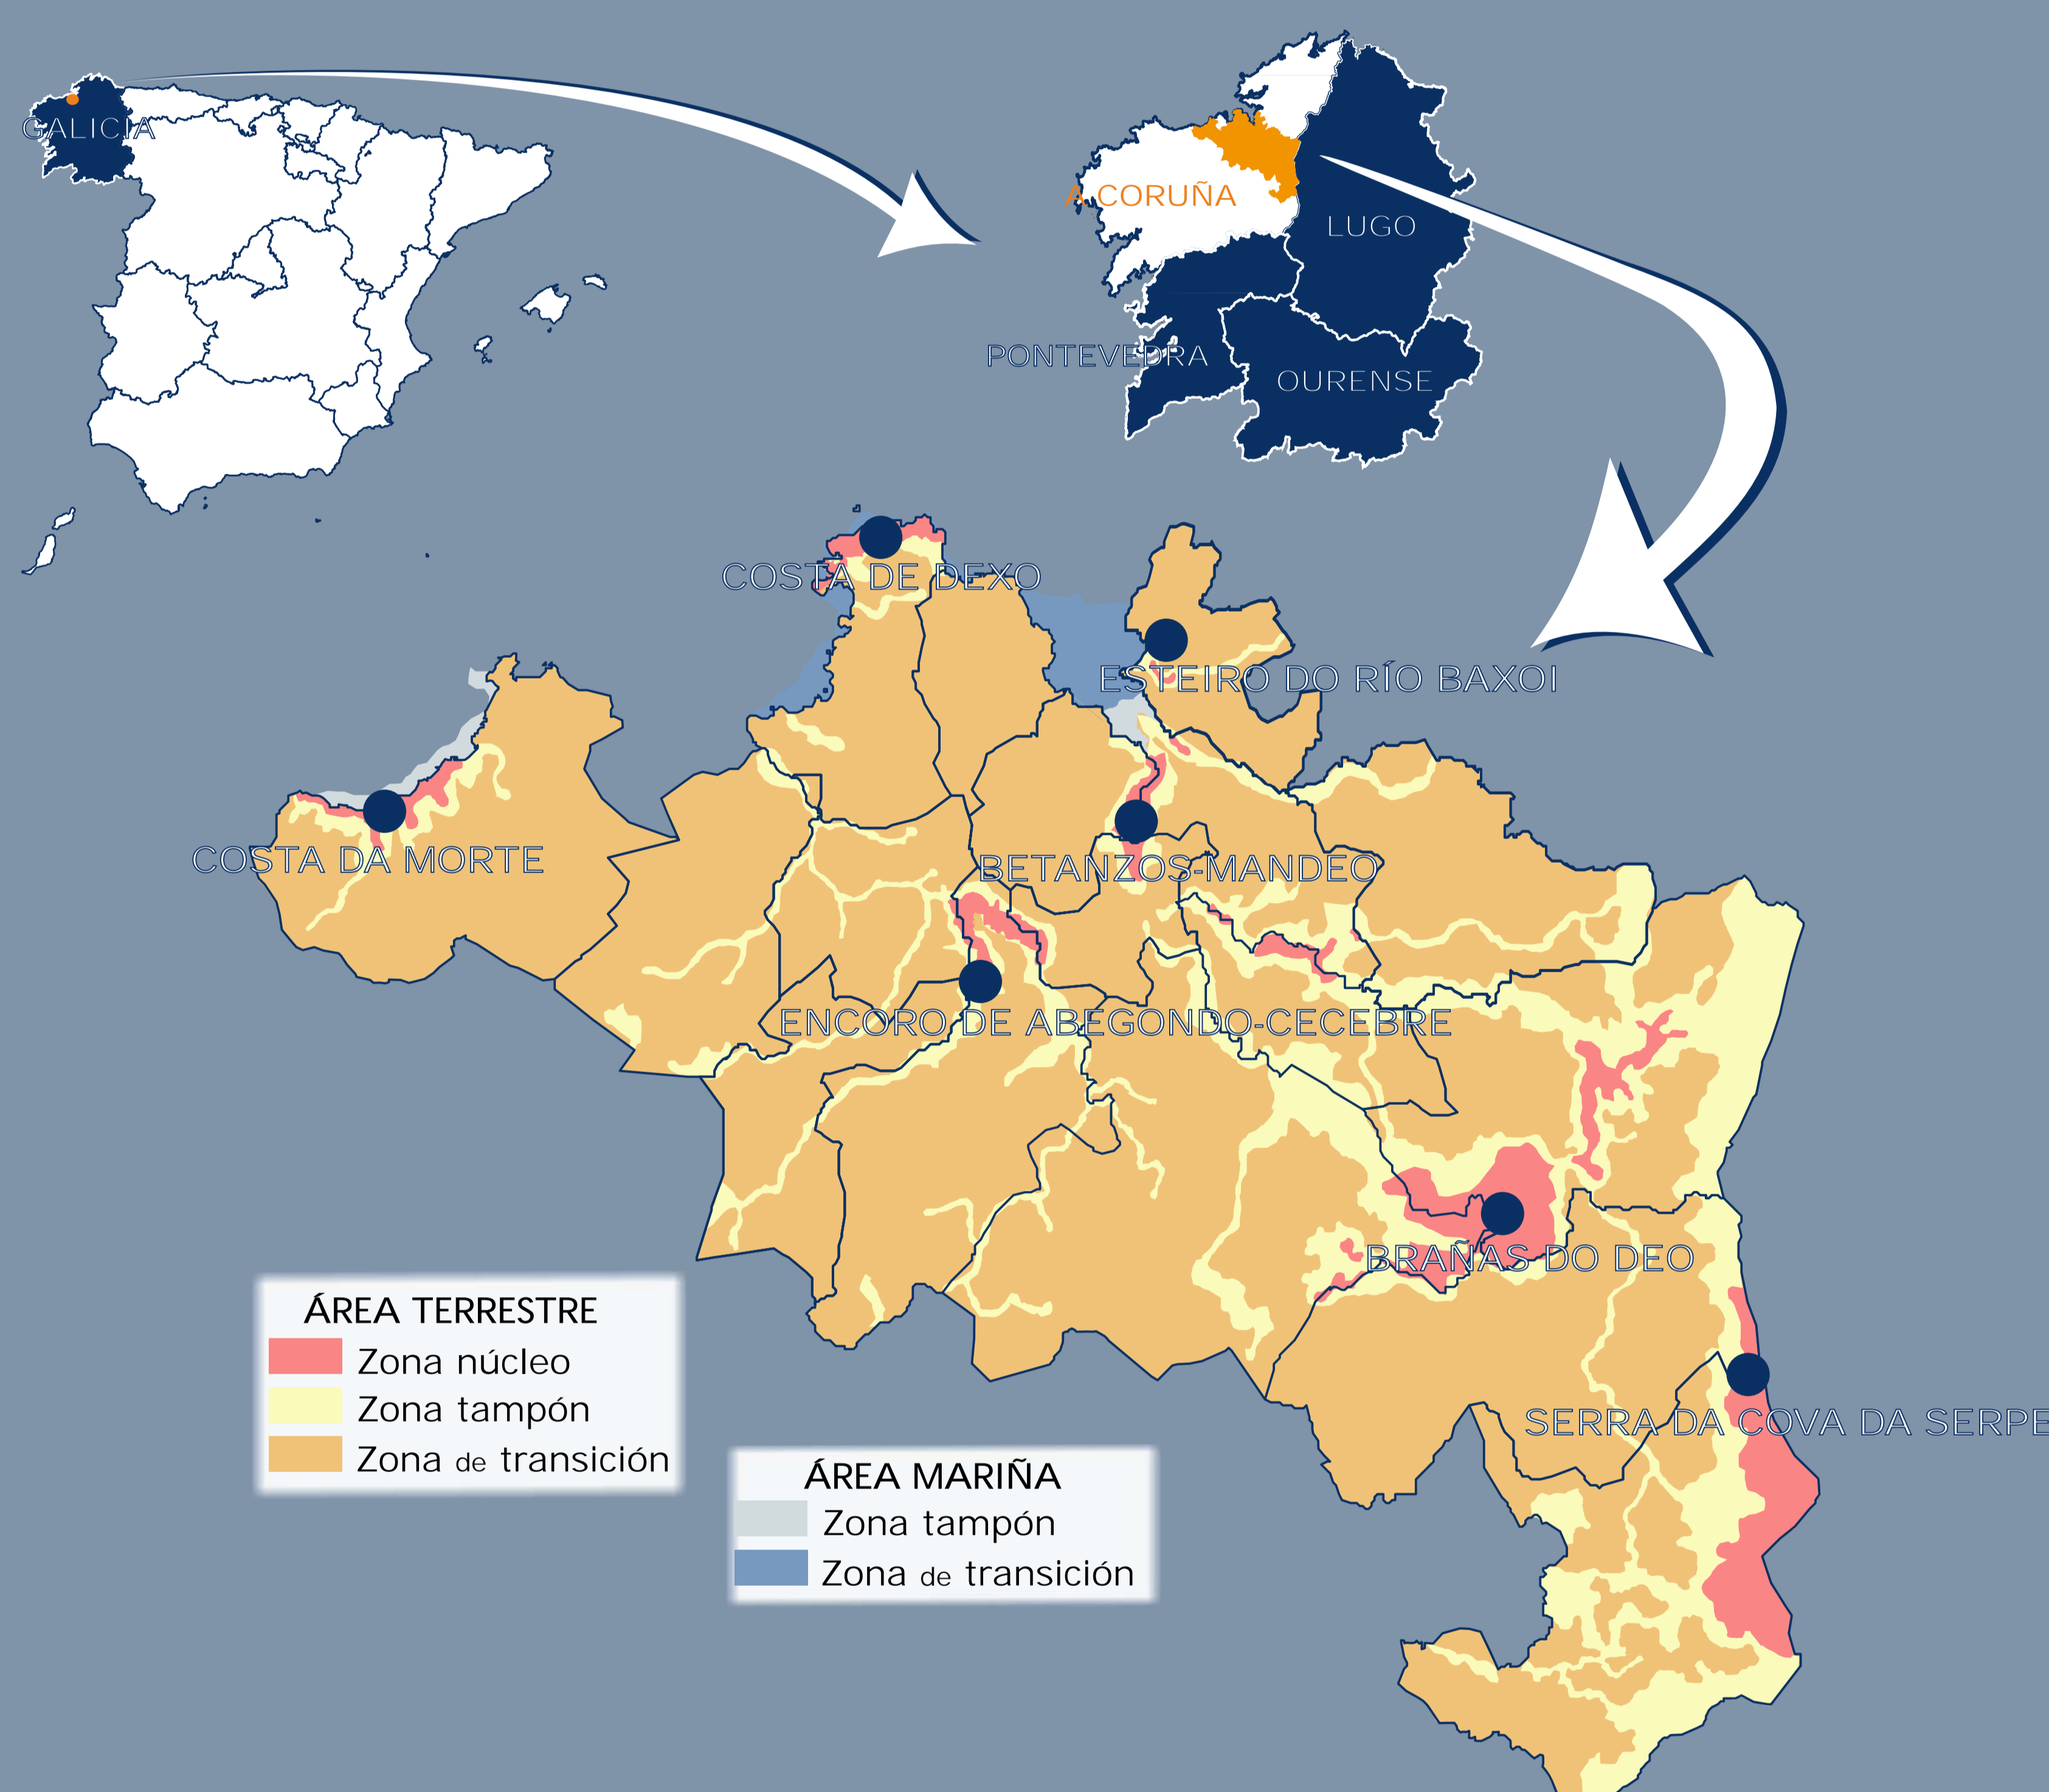 GALICIA
A CORUÑA
LUGO
PONTEVEDRA
OURENSE
COSTA DE DEXO
ESTEIRO DO RÍO BAXOI
COSTA DA MORTE
BETANZOS-MANDEO
ENCORO DE ABEGONDO-CECEBRE
BRAÑAS DO DEO
SERRA DA COVA DA SERPE
ÁREA TERRESTRE
Zona núcleo
Zona tampón
Zona de transición
ÁREA MARIÑA
Zona tampón
Zona de transición